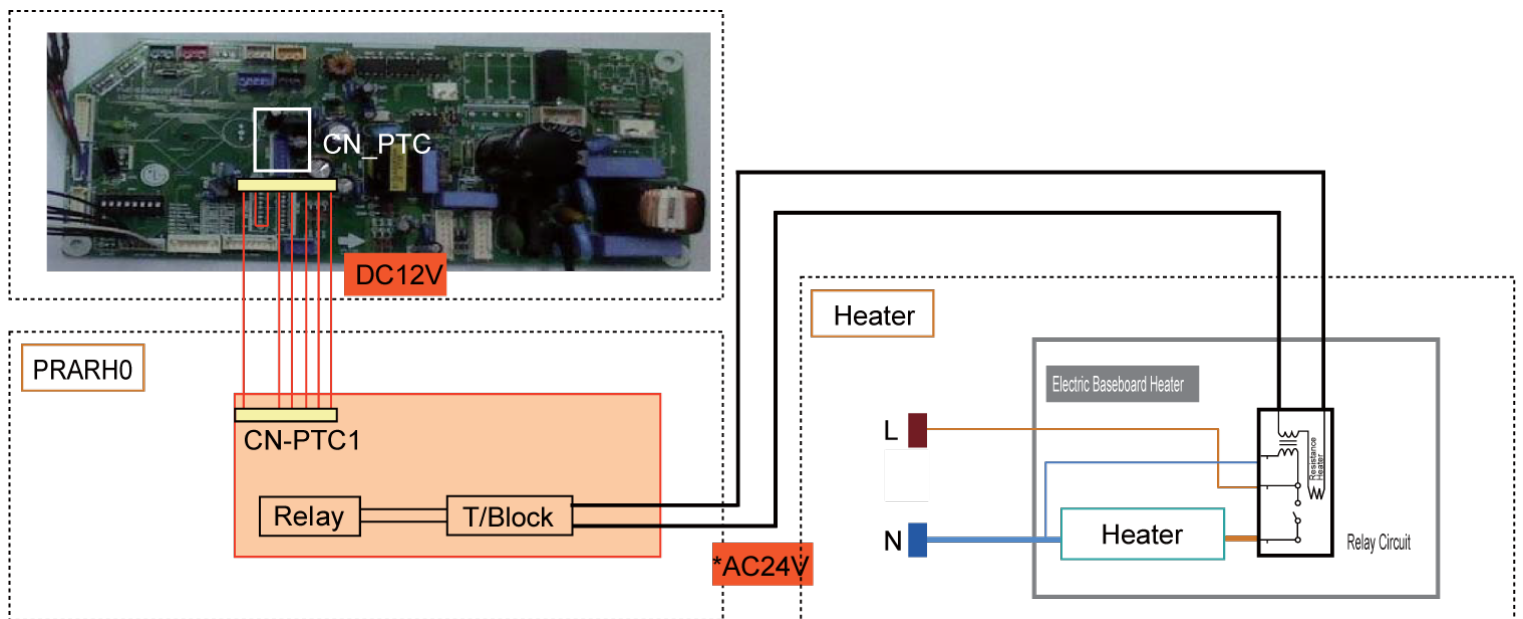 CN_PTC
DC12V
PRARH0
CN-PTC1
Relay
T/Block
*AC24V
Heater
Electric Baseboard Heater
L
N
Heater
Resistance
Heater
Relay Circuit